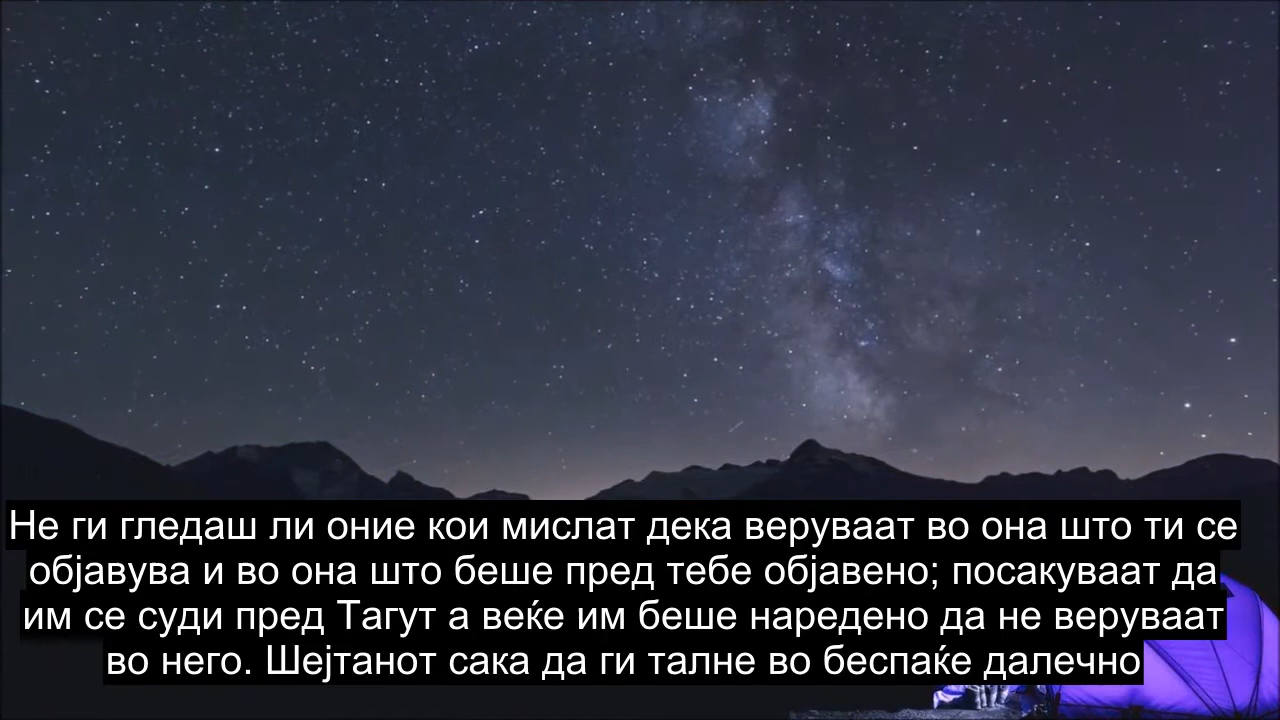 Не ги гледаш ли оние кои мислат дека веруваат во она што ти се
објавува и во она што беше пред тебе објавено; посакуваат да
им се суди пред Тагут а веќе им беше наредено да не веруваат
во него. Шејтанот сака да ги талне во беспаќе далечно